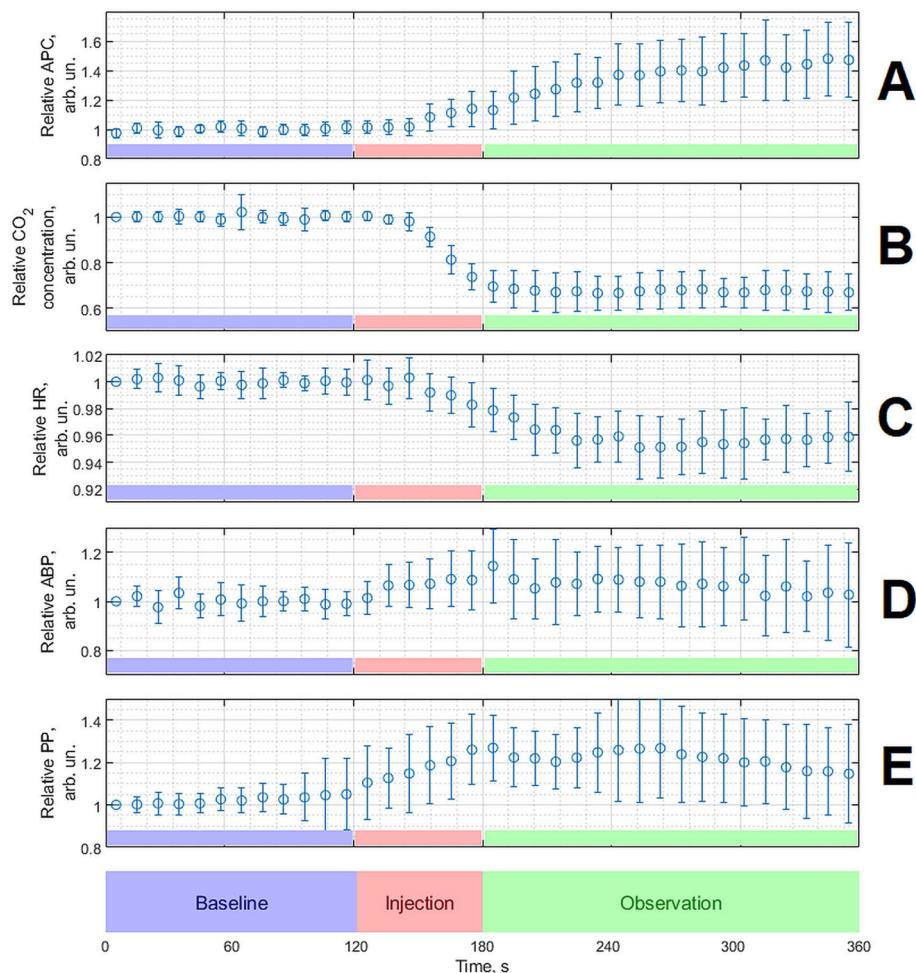 Relative APC,
arb. un.
1.6
1.4
1.2
1
0.8
A
Relative CO2
concentration,
arb. un.
1
0.8
0.6
B
Relative HR,
arb. un.
1.02
1
0.98
0.96
0.94
0.92
C
Relative ABP,
arb. un.
1.2
1
0.8
D
Relative PP,
arb. un.
1.4
1.2
1
0.8
E
Baseline
Injection
Observation
0 60 120 180 240 300 360
Time, s